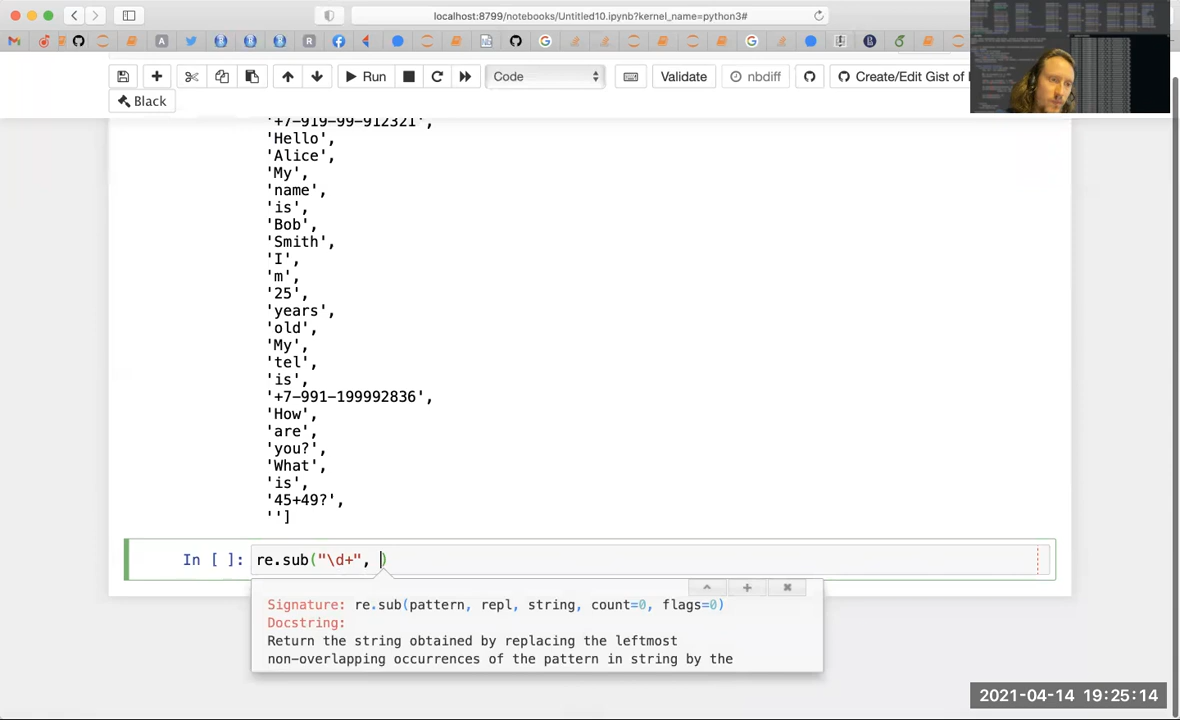 localhost:8799/notebooks/Untitled10.ipynb?kernel_name=python3#
Run
Code
Validate
nbdiff
Create/Edit Gist of
Black
'+7-919-99-912321',
'Hello',
'Alice',
'My',
'name',
'is',
'Bob',
'Smith',
'I',
'm',
'25',
'years',
'old',
'My',
'tel',
'is',
'+7-991-199992836',
'How',
'are',
'you?',
'What',
'is',
'45+49?',
'']
In [ ]: re.sub("\d+", )
Signature: re.sub(pattern, repl, string, count=0, flags=0)
Docstring:
Return the string obtained by replacing the leftmost
non-overlapping occurrences of the pattern in string by the
2021-04-14 19:25:14